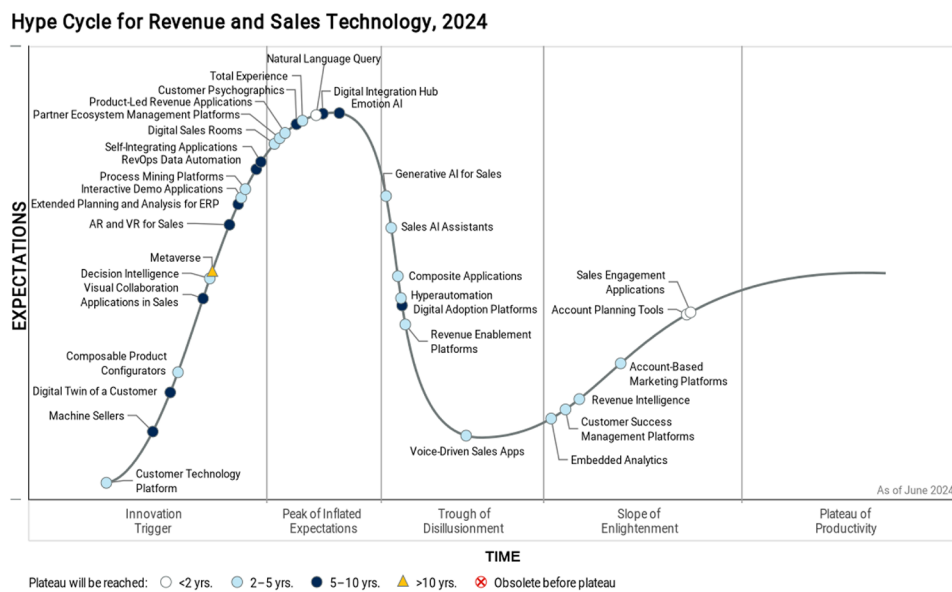 Hype Cycle for Revenue and Sales Technology, 2024
Natural Language Query
Total Experience
Customer Psychographics
Digital Integration Hub
Product-Led Revenue Applications
Emotion AI
Partner Ecosystem Management Platforms
Digital Sales Rooms
Self-Integrating Applications
RevOps Data Automation
Process Mining Platforms
Generative AI for Sales
Interactive Demo Applications
Extended Planning and Analysis for ERP
AR and VR for Sales
Sales AI Assistants
Metaverse
Decision Intelligence
Composite Applications
Sales Engagement
Applications
Visual Collaboration
Applications in Sales
Hyperautomation
Digital Adoption Platforms
Account Planning Tools
Revenue Enablement
Platforms
Composable Product
Configurators
Account-Based
Marketing Platforms
Digital Twin of a Customer
Revenue Intelligence
Machine Sellers
Customer Success
Management Platforms
Voice-Driven Sales Apps
Embedded Analytics
Customer Technology
Platform
EXPECTATIONS
As of June 2024
Innovation
Trigger
Peak of Inflated
Expectations
Trough of
Disillusionment
Slope of
Enlightenment
Plateau of
Productivity
TIME
Plateau will be reached: <2 yrs. 2–5 yrs. 5–10 yrs. >10 yrs. Obsolete before plateau